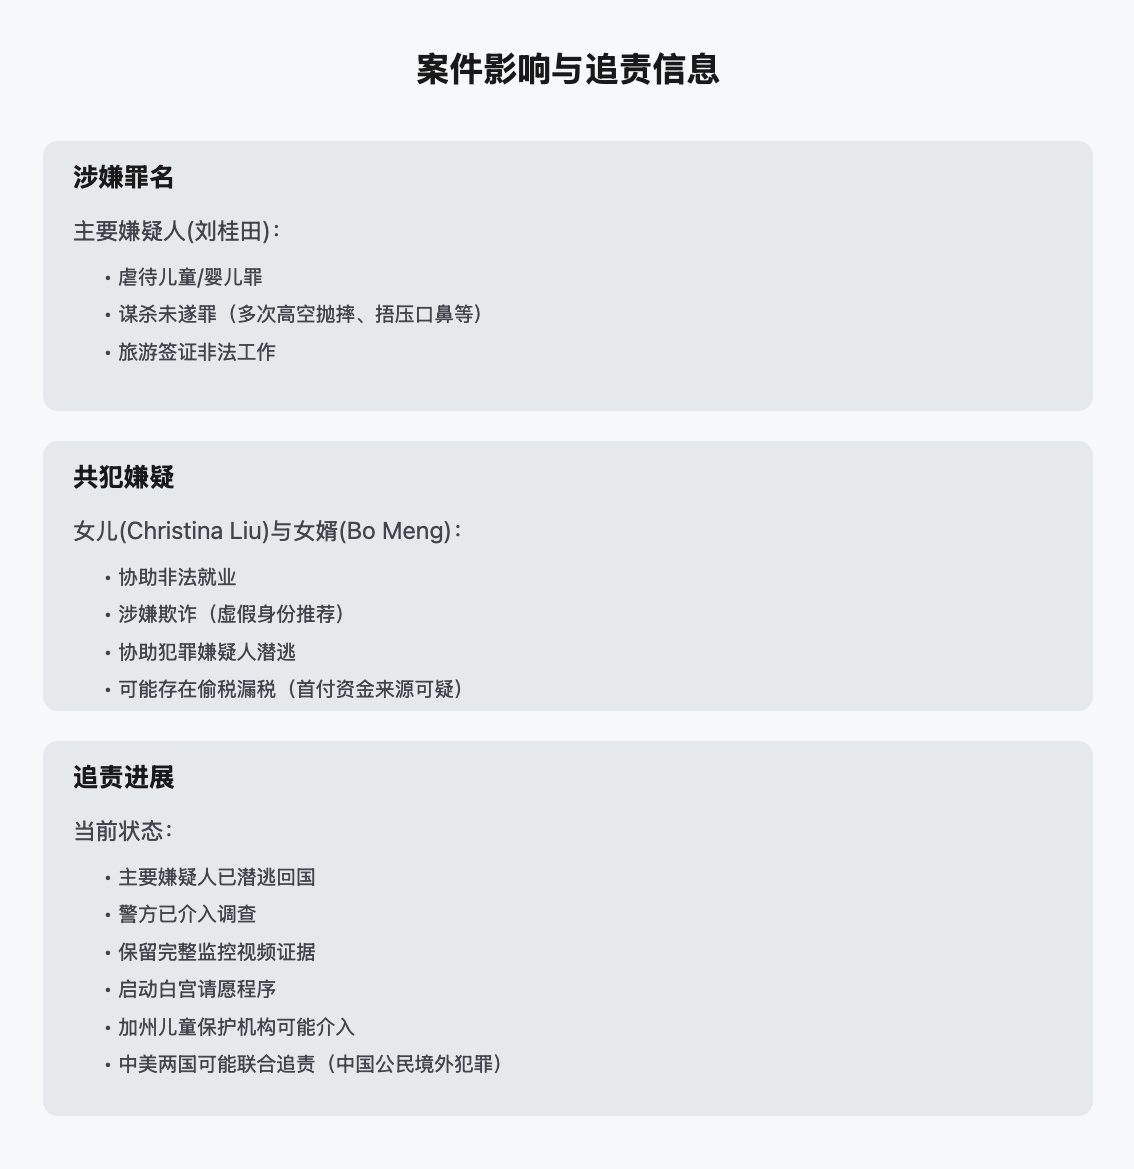 案件影响与追责信息
涉嫌罪名
主要嫌疑人(刘桂田)：
• 虐待儿童/婴儿罪
• 谋杀未遂罪（多次高空抛摔、捂压口鼻等）
• 旅游签证非法工作
共犯嫌疑
女儿(Christina Liu)与女婿(Bo Meng)：
• 协助非法就业
• 涉嫌欺诈（虚假身份推荐）
• 协助犯罪嫌疑人潜逃
• 可能存在偷税漏税（首付资金来源可疑）
追责进展
当前状态：
• 主要嫌疑人已潜逃回国
• 警方已介入调查
• 保留完整监控视频证据
• 启动白宫请愿程序
• 加州儿童保护机构可能介入
• 中美两国可能联合追责（中国公民境外犯罪）